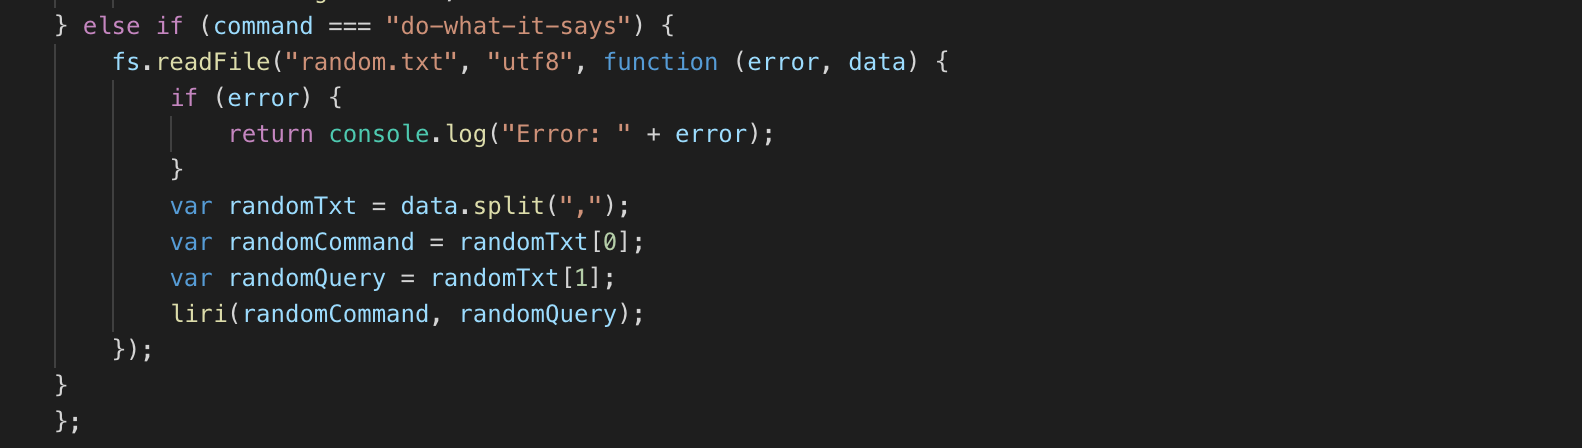 } else if (command === "do-what-it-says") {
fs.readFile("random.txt", "utf8", function (error, data) {
if (error) {
return console.log("Error: " + error);
}
var randomTxt = data.split(",");
var randomCommand = randomTxt[0];
var randomQuery = randomTxt[1];
liri(randomCommand, randomQuery);
});
}
};